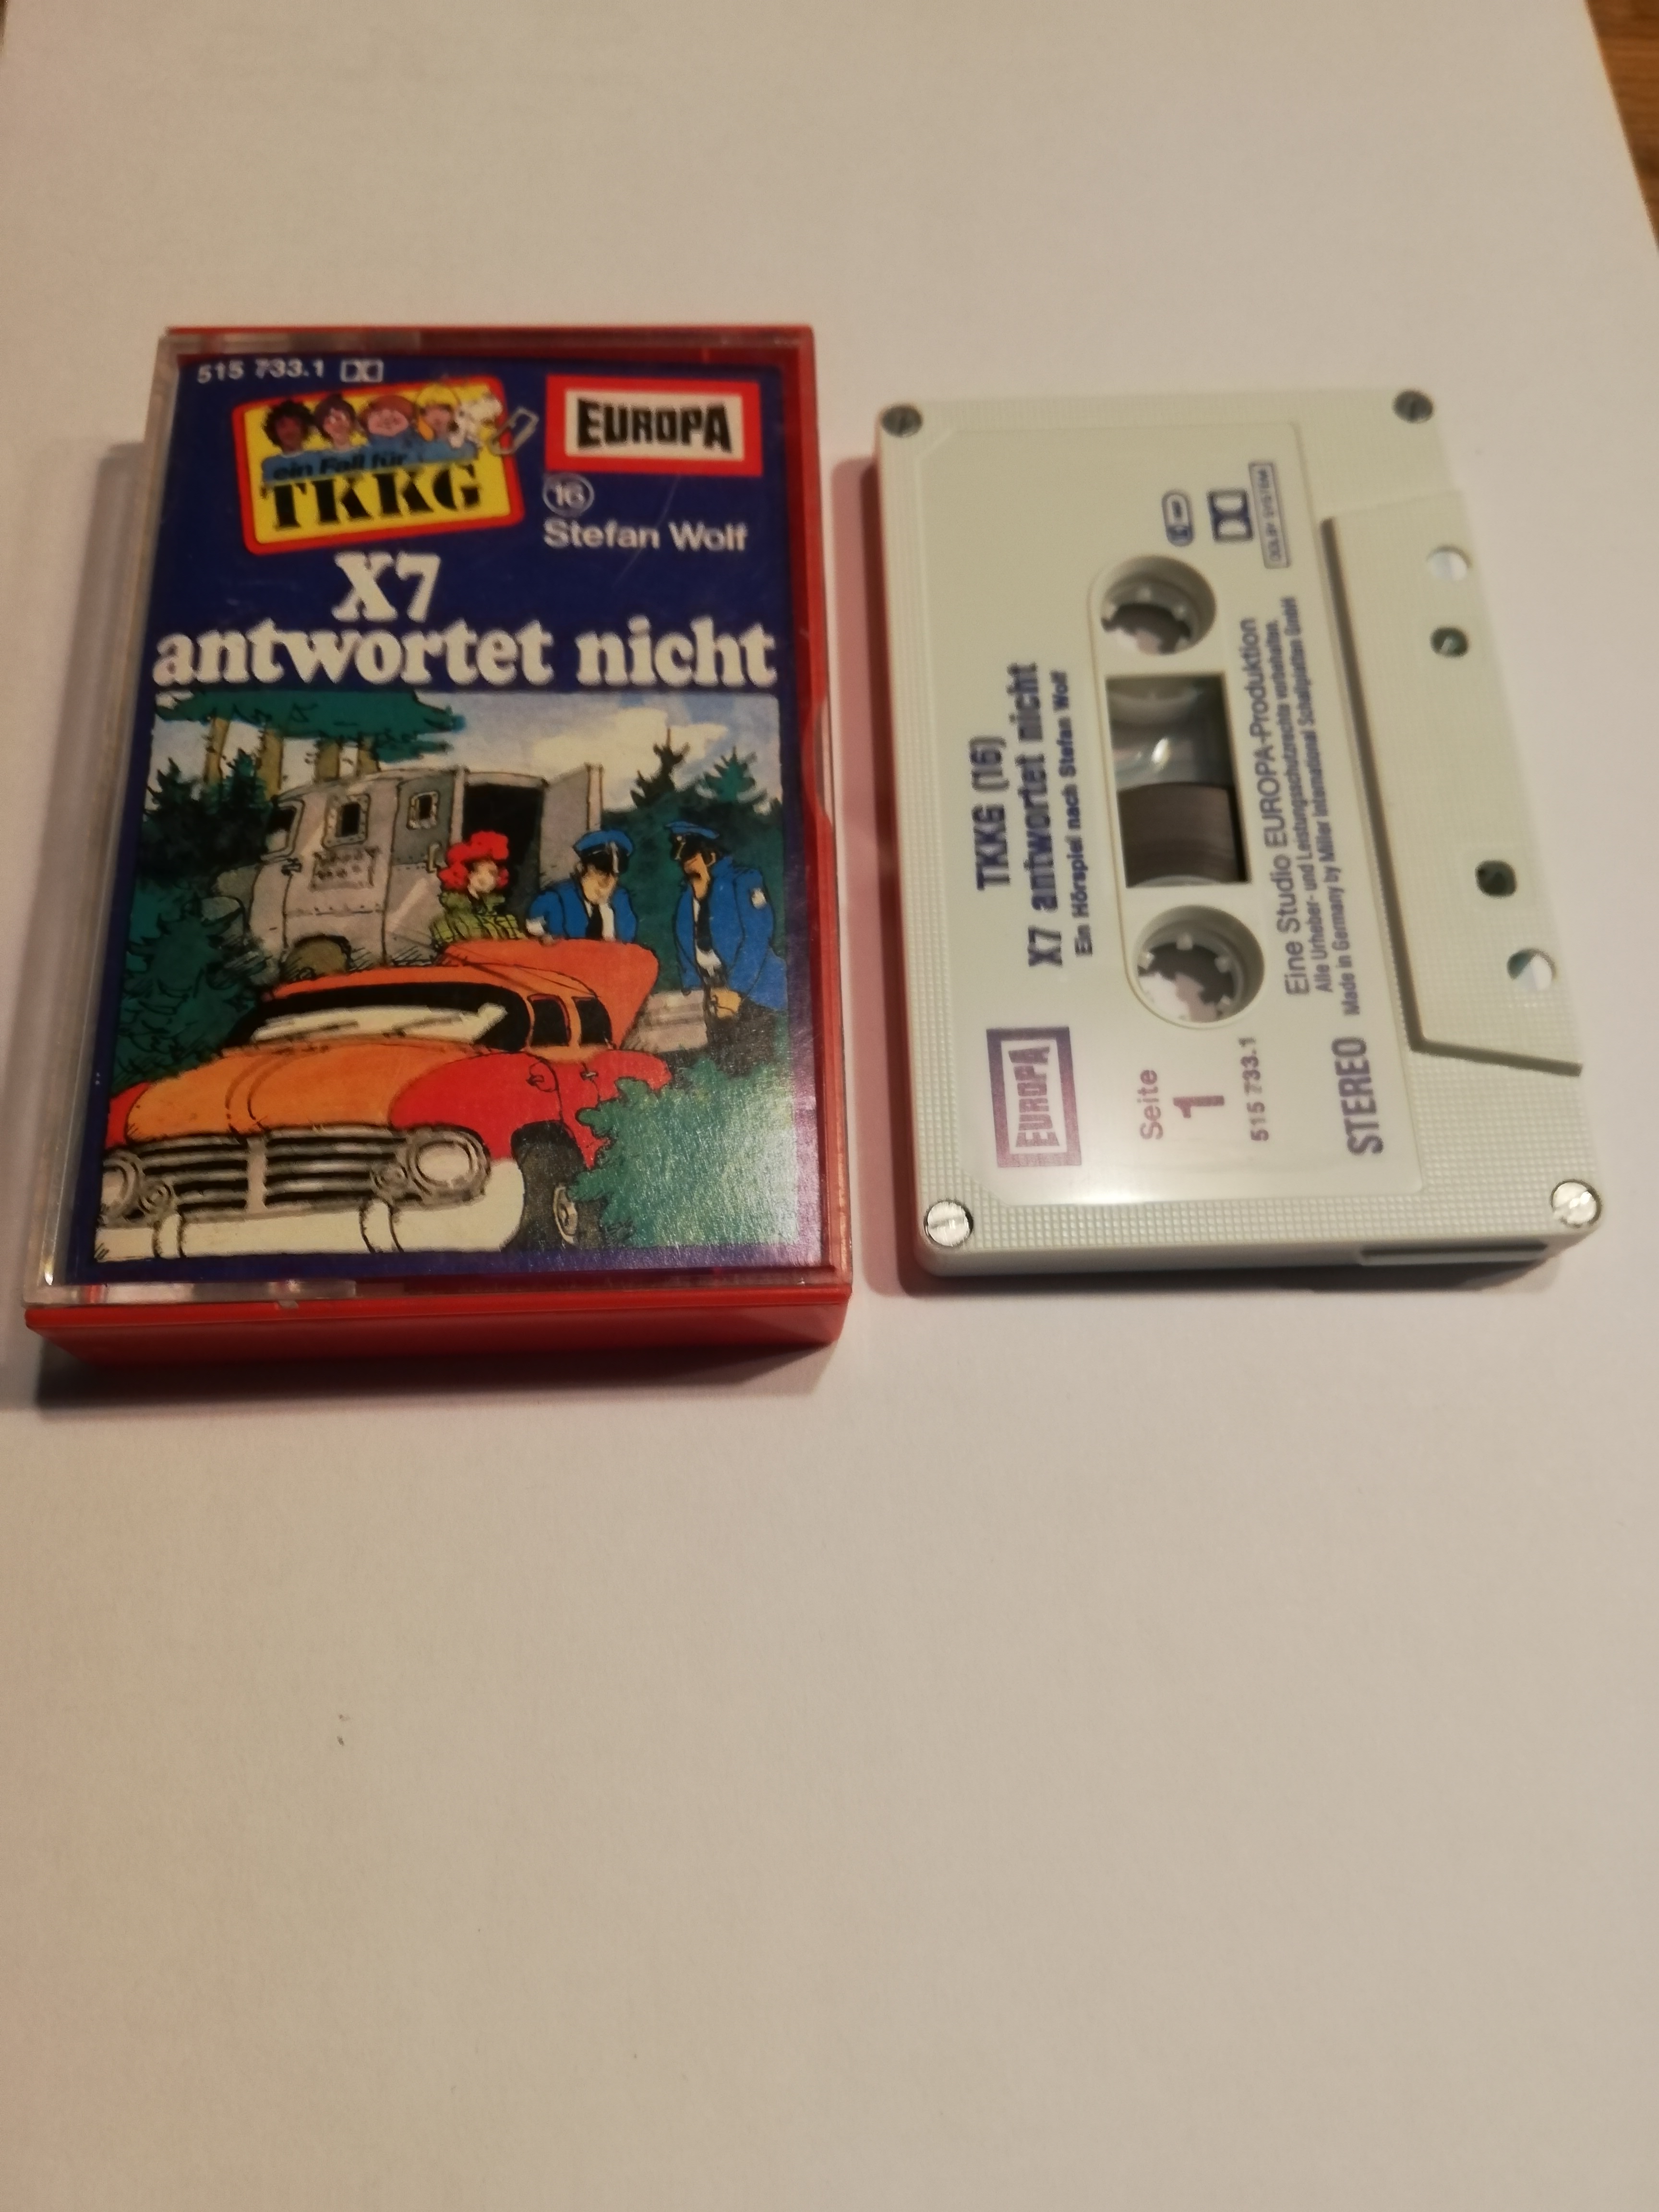 515 733.1
ein Fall für
TKKG
EUROPA
16
Stefan Wolf
X7
antwortet nicht
TKKG (16)
X7 antwortet nicht
Ein Hörspiel nach Stefan Wolf
EUROPA
Seite
1
515 733.1
STEREO
DOLBY SYSTEM
Eine Studio EUROPA-Produktion
Alle Urheber- und Leistungsschutzrechte vorbehalten.
Made in Germany by Miller International Schallplatten GmbH